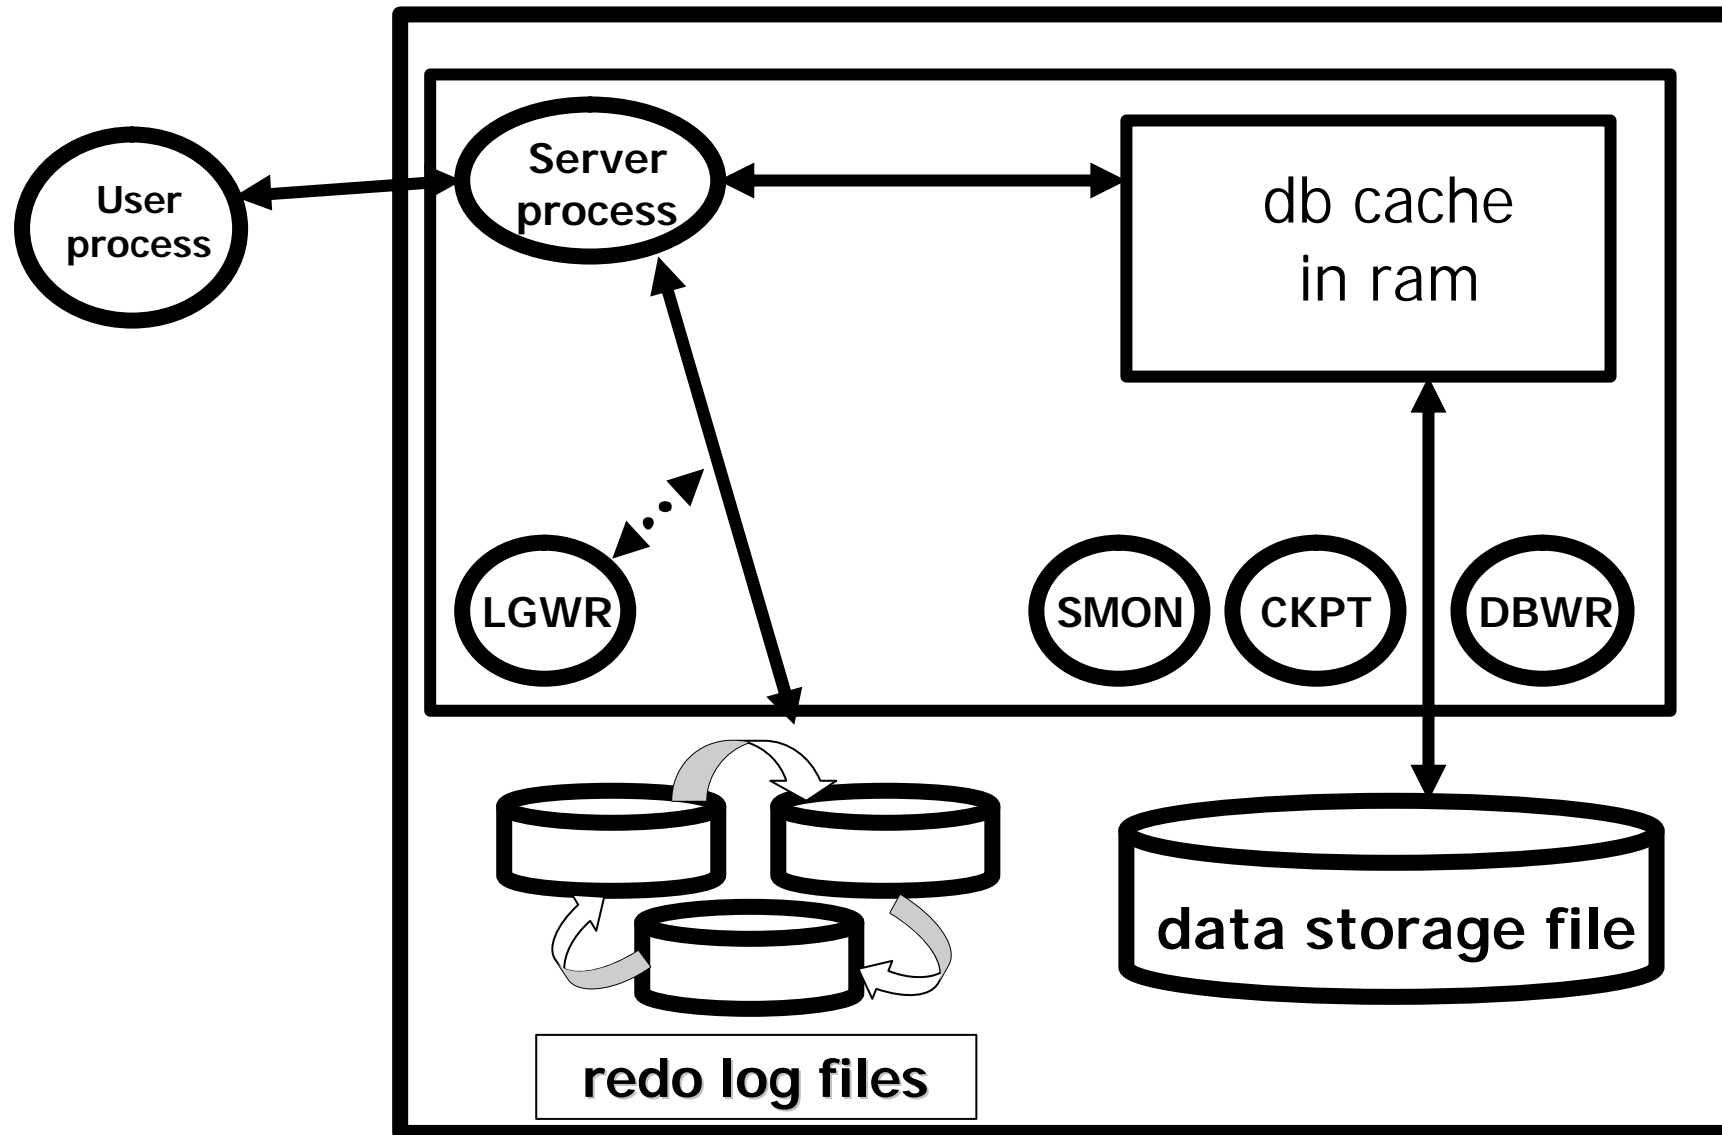 User
process
Server
process
db cache
in ram
LGWR
SMON
CKPT
DBWR
data storage file
redo log files